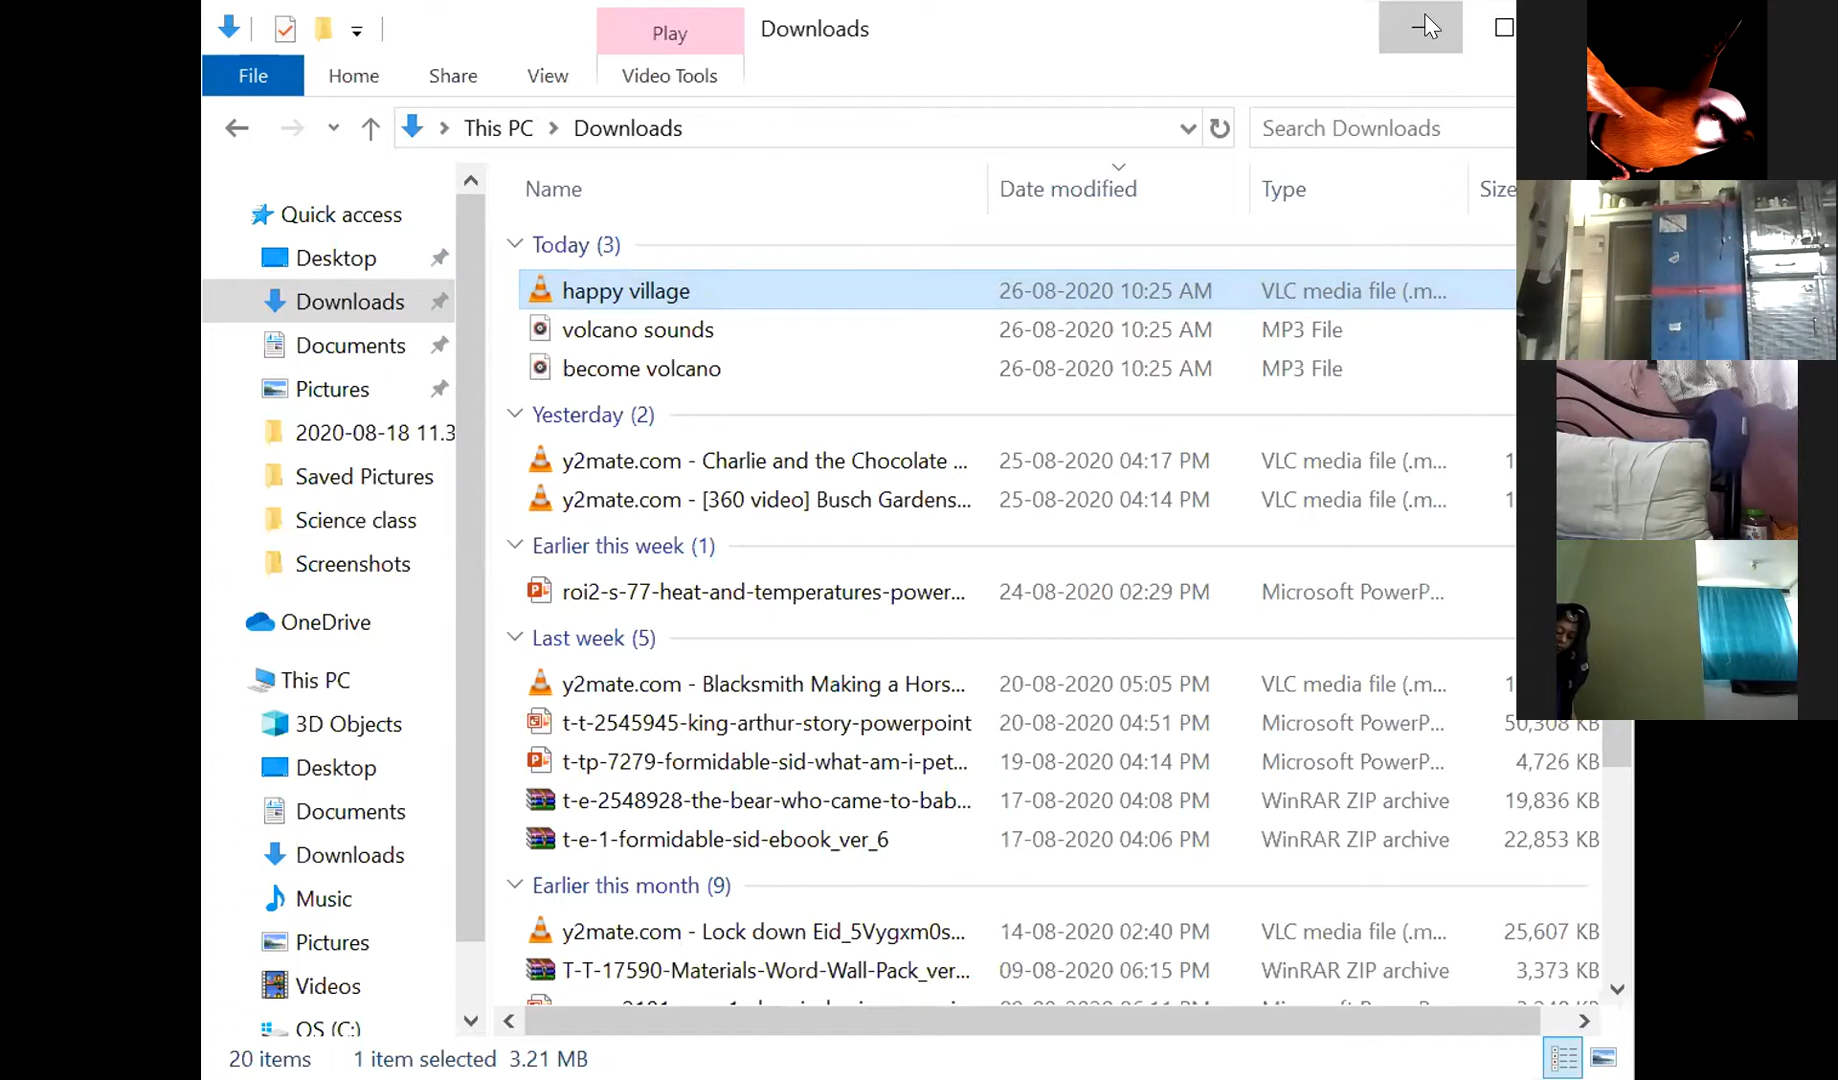 Play
Downloads
File
Home
Share
View
Video Tools
This PC
Downloads
Search Downloads
Name
Date modified
Type
Size
Quick access
Desktop
Downloads
Documents
Pictures
2020-08-18 11.3
Saved Pictures
Science class
Screenshots
OneDrive
This PC
3D Objects
Desktop
Documents
Downloads
Music
Pictures
Videos
OS (C:)
Today (3)
happy village 26-08-2020 10:25 AM VLC media file (.m...
volcano sounds 26-08-2020 10:25 AM MP3 File
become volcano 26-08-2020 10:25 AM MP3 File
Yesterday (2)
y2mate.com - Charlie and the Chocolate ... 25-08-2020 04:17 PM VLC media file (.m... 1
y2mate.com - [360 video] Busch Gardens... 25-08-2020 04:14 PM VLC media file (.m... 1
Earlier this week (1)
roi2-s-77-heat-and-temperatures-power... 24-08-2020 02:29 PM Microsoft PowerP...
Last week (5)
y2mate.com - Blacksmith Making a Hors... 20-08-2020 05:05 PM VLC media file (.m... 1
t-t-2545945-king-arthur-story-powerpoint 20-08-2020 04:51 PM Microsoft PowerP... 50,308 KB
t-tp-7279-formidable-sid-what-am-i-pet... 19-08-2020 04:14 PM Microsoft PowerP... 4,726 KB
t-e-2548928-the-bear-who-came-to-bab... 17-08-2020 04:08 PM WinRAR ZIP archive 19,836 KB
t-e-1-formidable-sid-ebook_ver_6 17-08-2020 04:06 PM WinRAR ZIP archive 22,853 KB
Earlier this month (9)
y2mate.com - Lock down Eid_5Vygxm0s... 14-08-2020 02:40 PM VLC media file (.m... 25,607 KB
T-T-17590-Materials-Word-Wall-Pack_ver... 09-08-2020 06:15 PM WinRAR ZIP archive 3,373 KB
20 items 1 item selected 3.21 MB